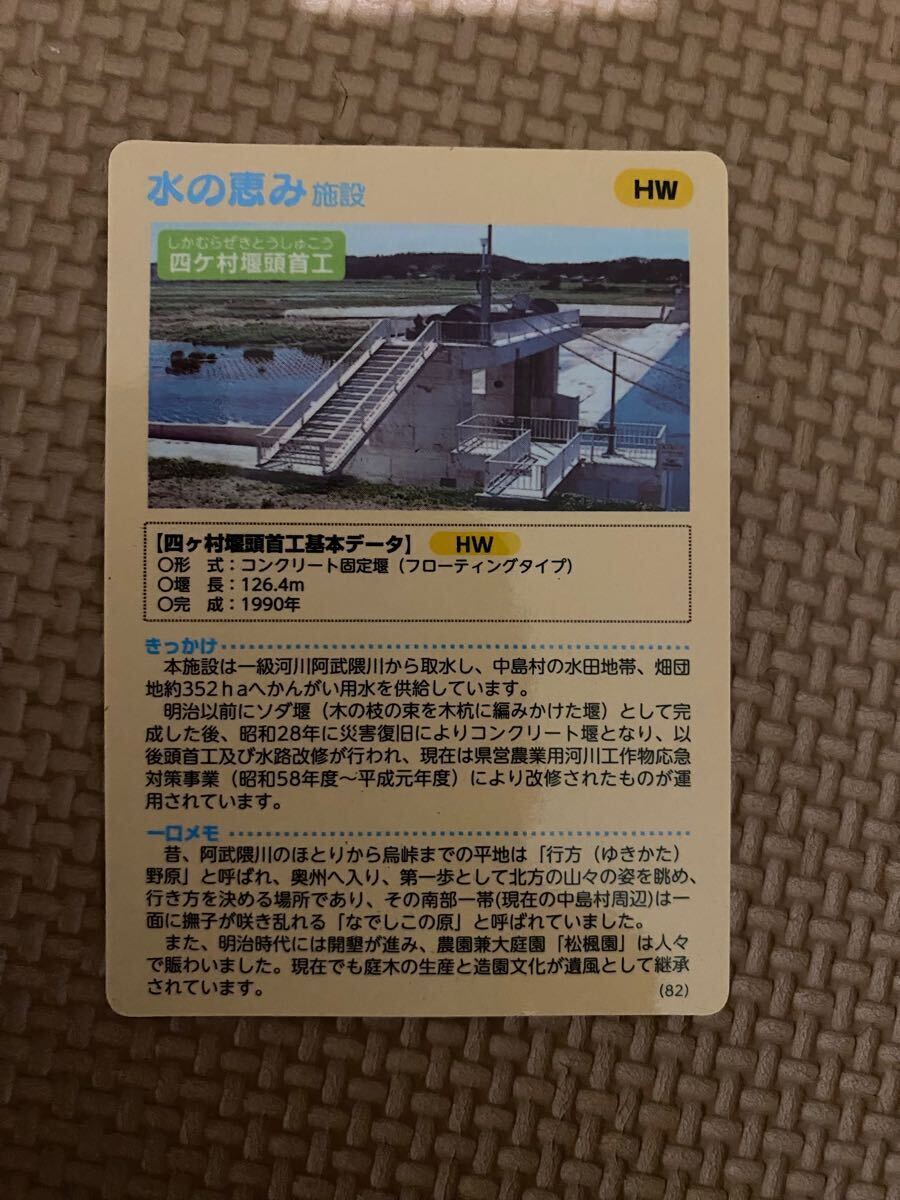 水の恵み 施設
HW
しかむらぜきとうしゅこう
四ケ村堰頭首工
【四ヶ村堰頭首工基本データ】 HW
○形 式：コンクリート固定堰（フローティングタイプ）
○堰 長：126.4m
○完 成：1990年
きっかけ
本施設は一級河川阿武隈川から取水し、中島村の水田地帯、畑団
地約352ｈaへかんがい用水を供給しています。
明治以前にソダ堰（木の枝の束を木杭に編みかけた堰）として完
成した後、昭和28年に災害復旧によりコンクリート堰となり、以
後頭首工及び水路改修が行われ、現在は県営農業用河川工作物応急
対策事業（昭和58年度～平成元年度）により改修されたものが運
用されています。
一口メモ
昔、阿武隈川のほとりから烏峠までの平地は「行方（ゆきかた）
野原」と呼ばれ、奥州へ入り、第一歩として北方の山々の姿を眺め、
行き方を決める場所であり、その南部一帯(現在の中島村周辺)は一
面に撫子が咲き乱れる「なでしこの原」と呼ばれていました。
また、明治時代には開墾が進み、農園兼大庭園「松楓園」は人々
で賑わいました。現在でも庭木の生産と造園文化が遺風として継承
されています。
(82)